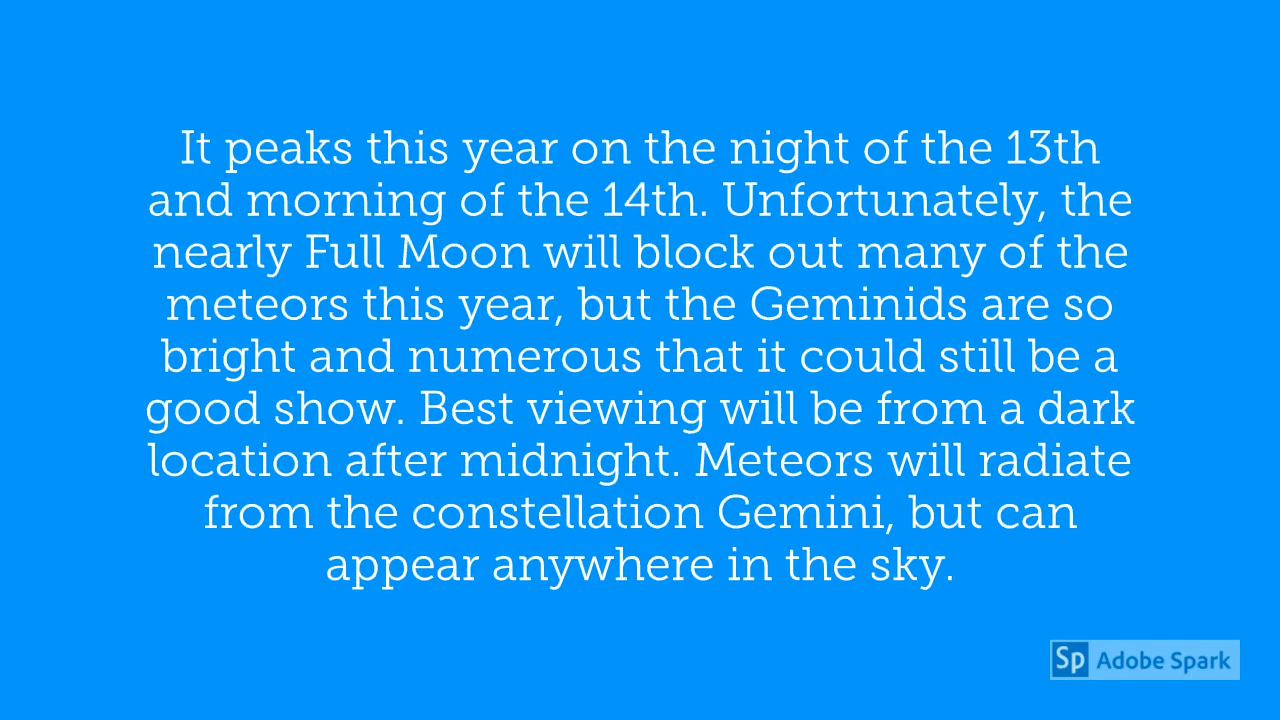 It peaks this year on the night of the 13th
and morning of the 14th. Unfortunately, the
nearly Full Moon will block out many of the
meteors this year, but the Geminids are so
bright and numerous that it could still be a
good show. Best viewing will be from a dark
location after midnight. Meteors will radiate
from the constellation Gemini, but can
appear anywhere in the sky.
Sp Adobe Spark